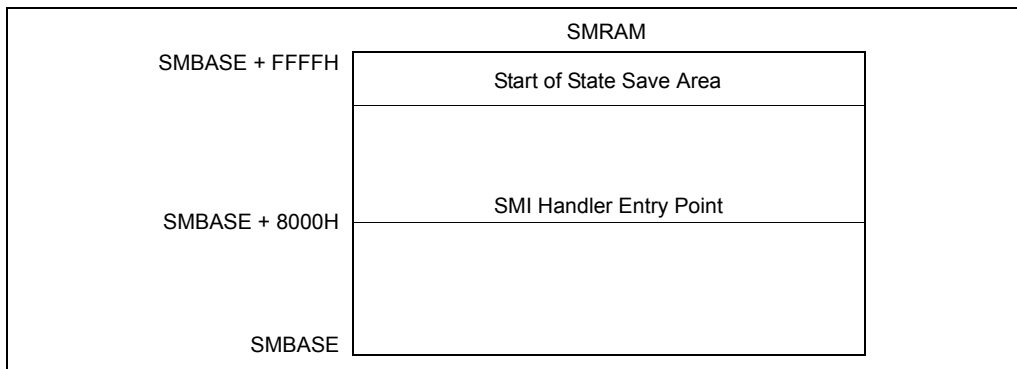 SMRAM
SMBASE + FFFFH
Start of State Save Area
SMI Handler Entry Point
SMBASE + 8000H
SMBASE